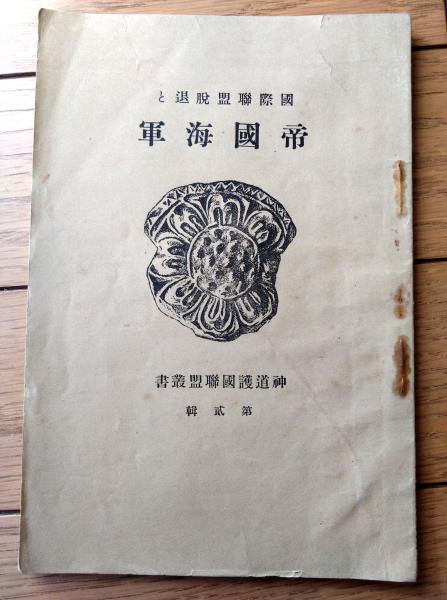 國際聯盟脫退と
帝國海軍
神道護國聯盟叢書
第貳輯